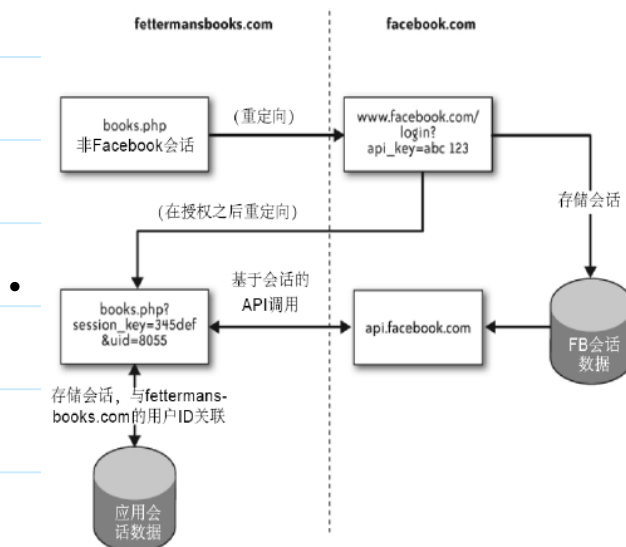 fettermansbooks.com
facebook.com
books.php
非Facebook会话
(重定向)
www.facebook.com/
login?
api_key=abc 123
存储会话
(在授权之后重定向)
基于会话的
API调用
books.php?
session_key=345def
&uid=8055
api.facebook.com
FB会话
数据
存储会话，与fettermans-
books.com的用户ID关联
应用会
话数据